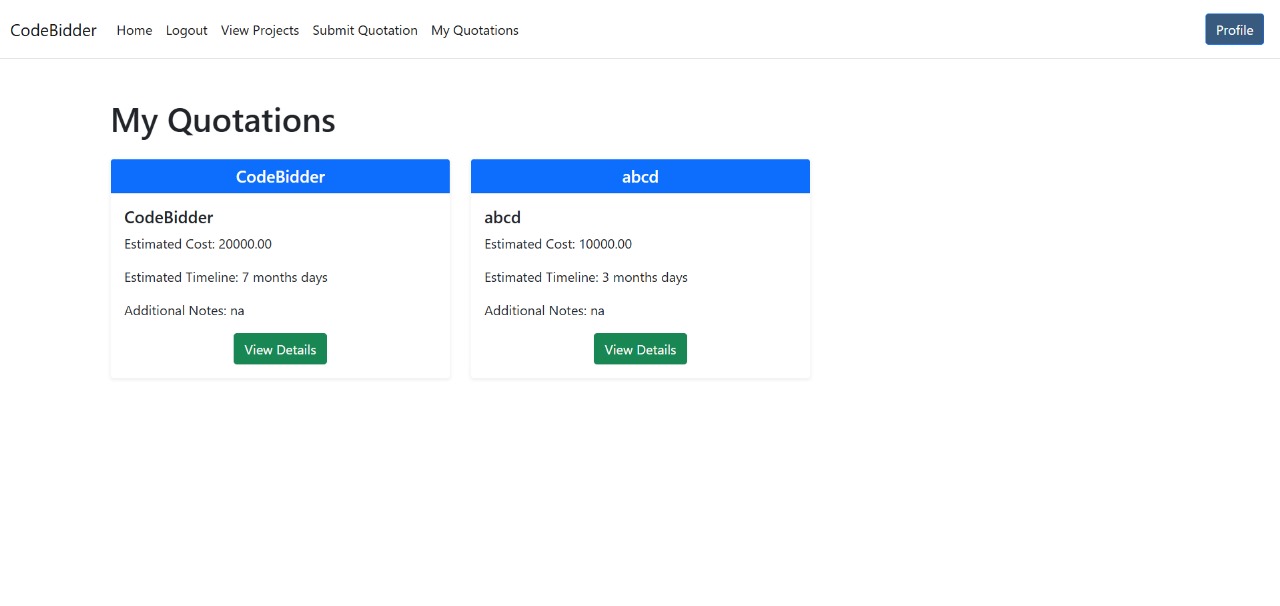 CodeBidder Home Logout View Projects Submit Quotation My Quotations Profile
My Quotations
CodeBidder
CodeBidder
Estimated Cost: 20000.00
Estimated Timeline: 7 months days
Additional Notes: na
View Details
abcd
abcd
Estimated Cost: 10000.00
Estimated Timeline: 3 months days
Additional Notes: na
View Details